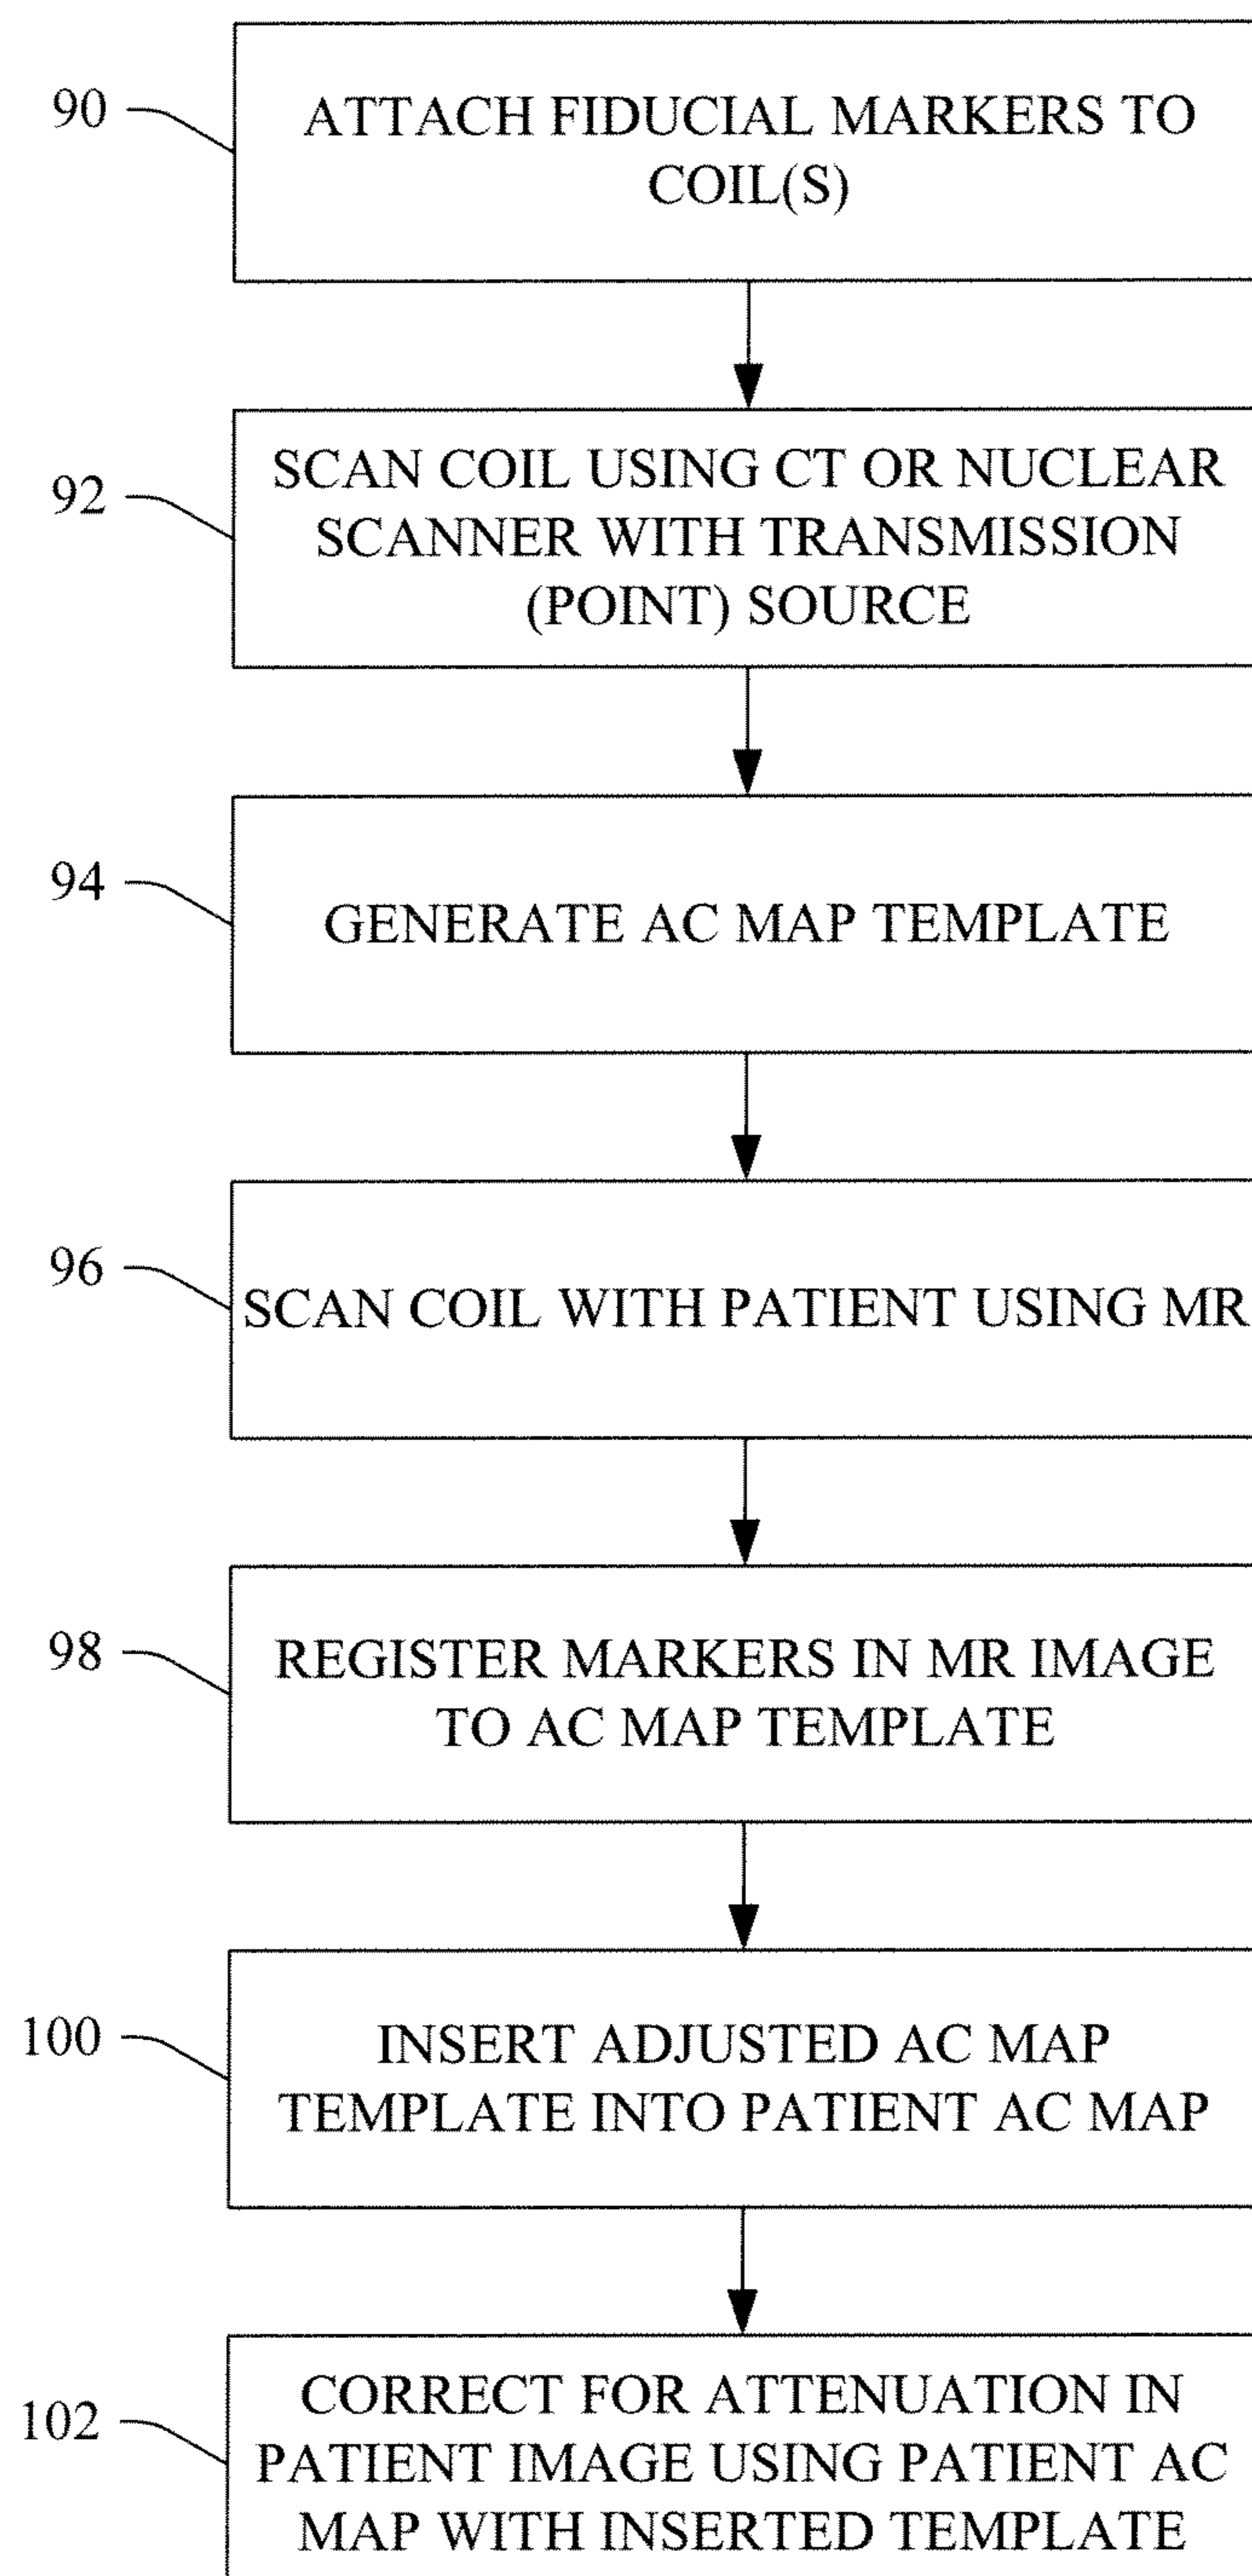 90
ATTACH FIDUCIAL MARKERS TO
COIL(S)
92
SCAN COIL USING CT OR NUCLEAR
SCANNER WITH TRANSMISSION
(POINT) SOURCE
94
GENERATE AC MAP TEMPLATE
96
SCAN COIL WITH PATIENT USING MR
98
REGISTER MARKERS IN MR IMAGE
TO AC MAP TEMPLATE
100
INSERT ADJUSTED AC MAP
TEMPLATE INTO PATIENT AC MAP
102
CORRECT FOR ATTENUATION IN
PATIENT IMAGE USING PATIENT AC
MAP WITH INSERTED TEMPLATE